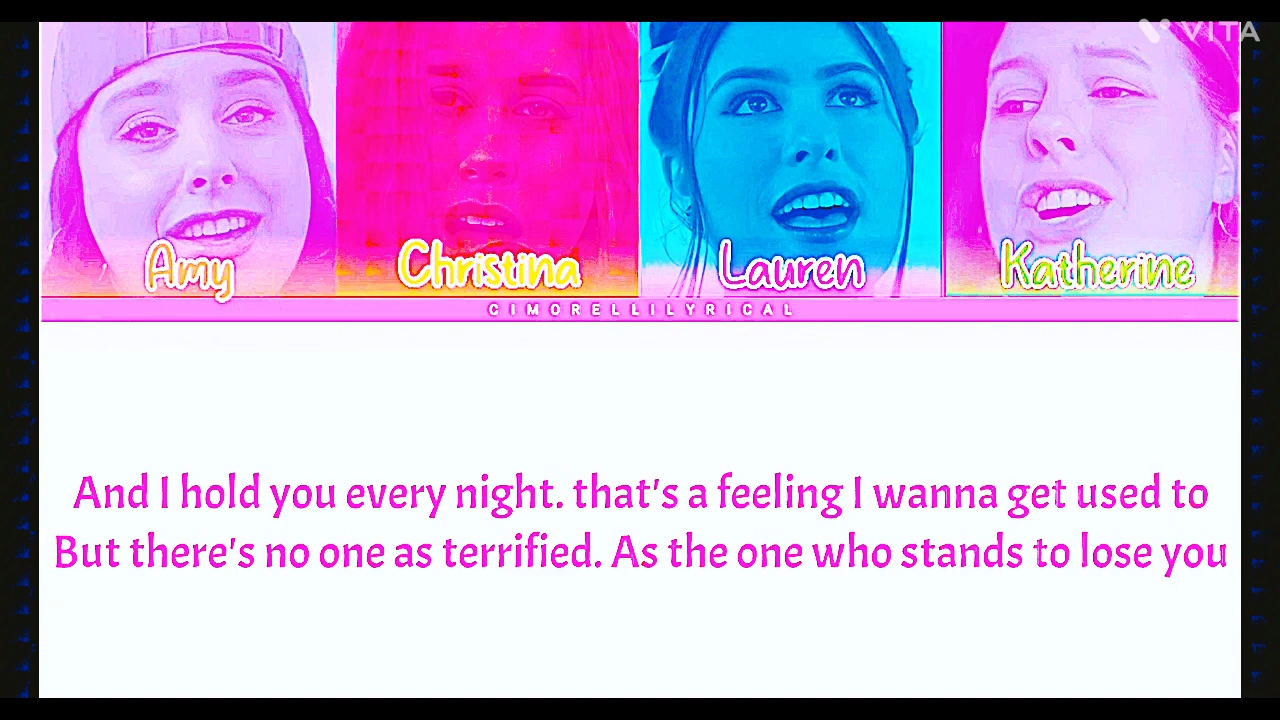 VITA
Amy Christina Lauren Katherine
CIMORELLILYRICAL
And I hold you every night. that's a feeling I wanna get used to
But there's no one as terrified. As the one who stands to lose you